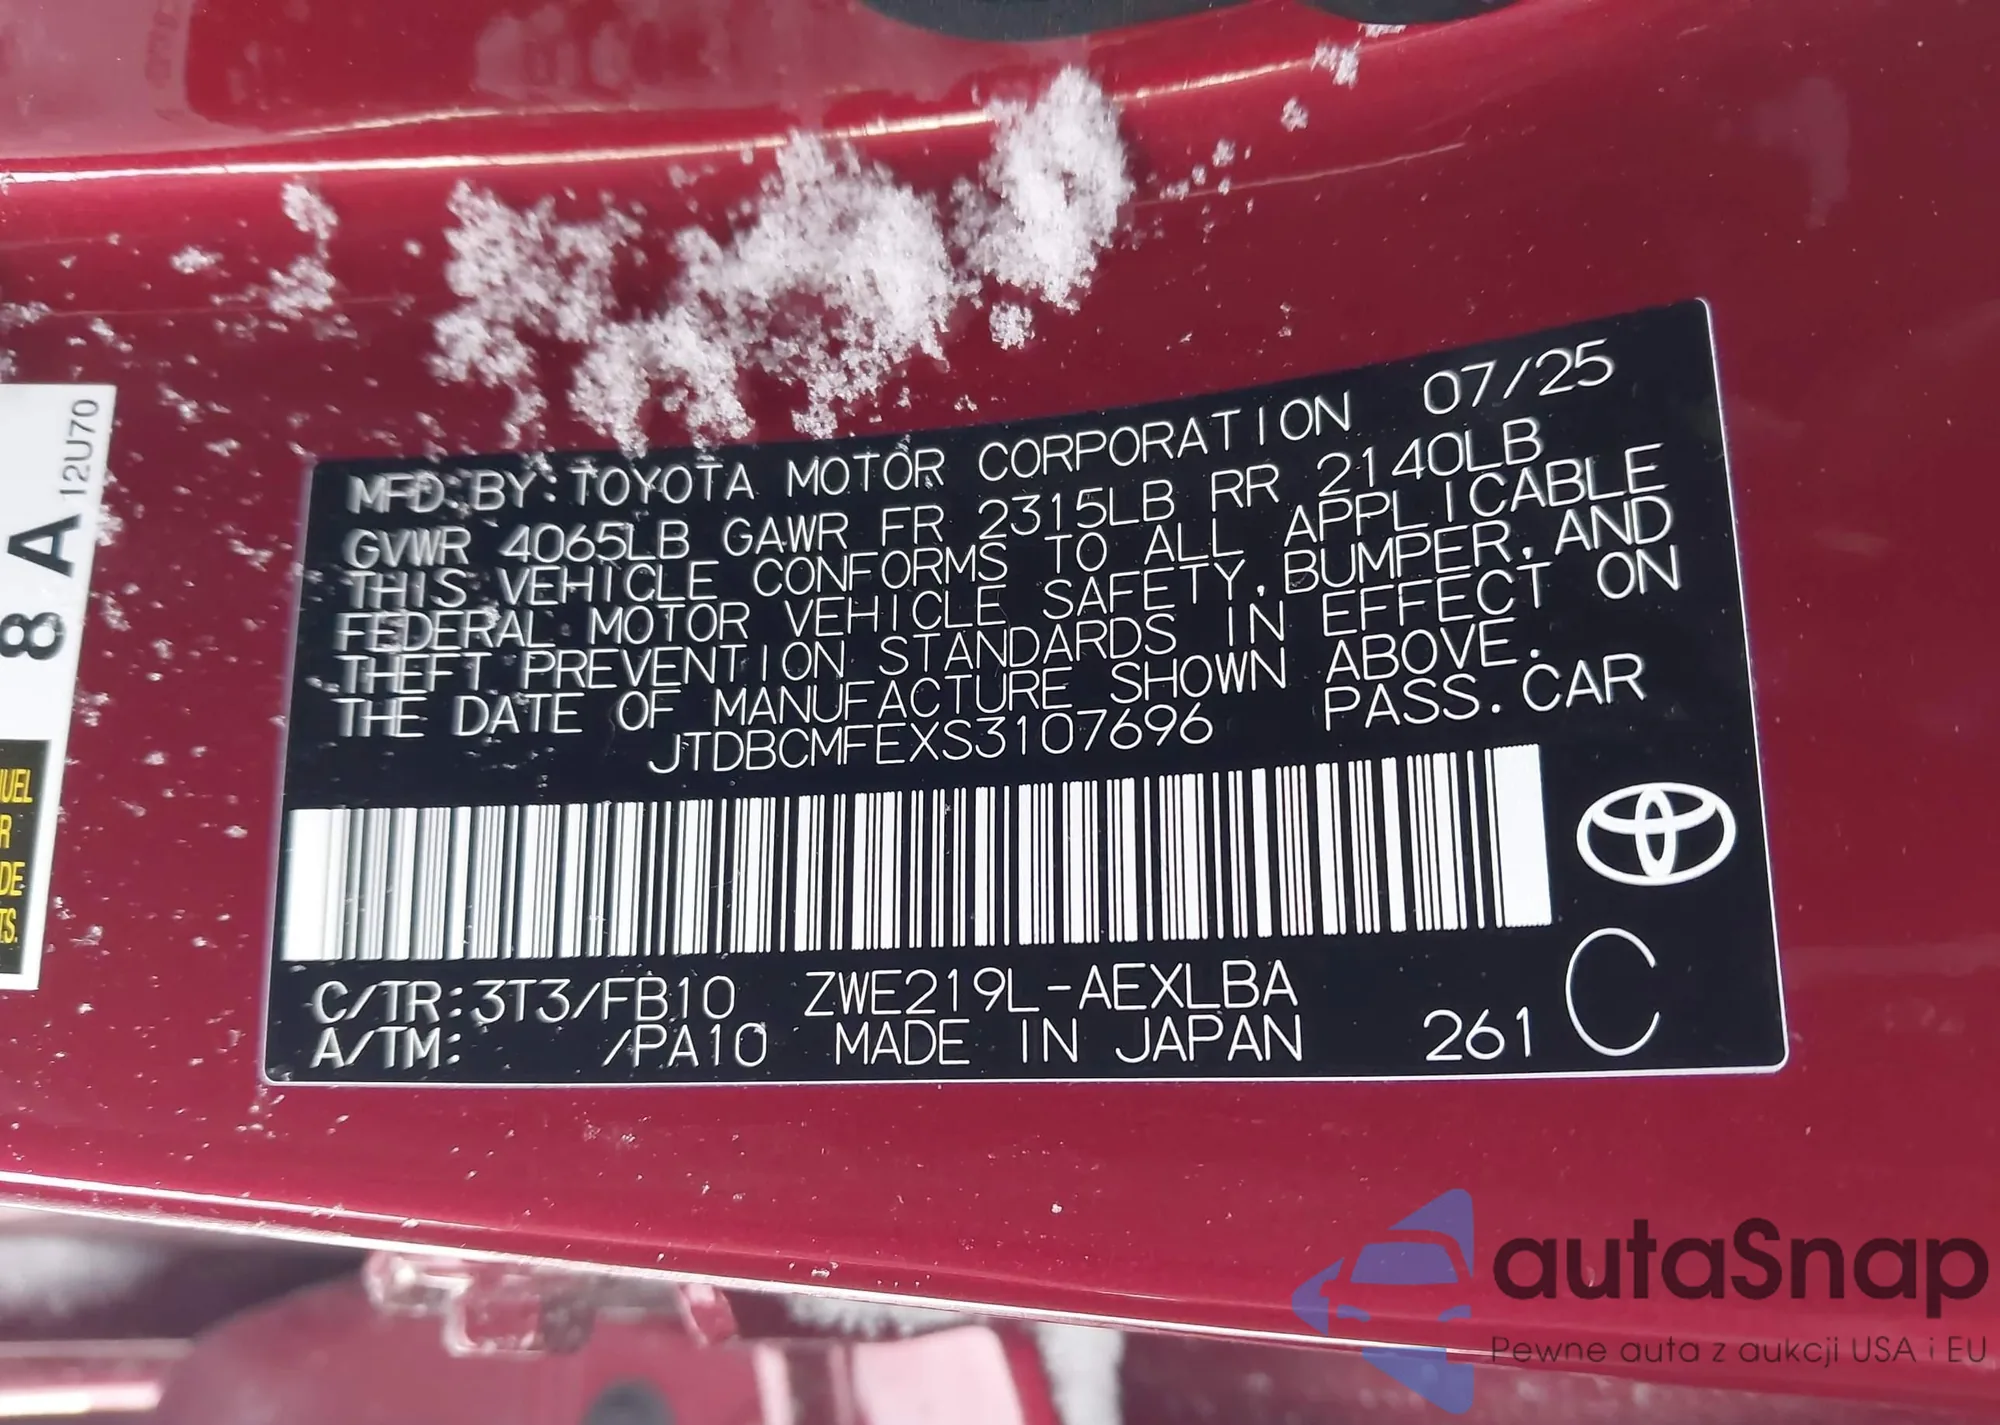 MFD. BY: TOYOTA MOTOR CORPORATION 07/25
GVWR 4065LB GAWR FR 2315LB RR 2140LB
THIS VEHICLE CONFORMS TO ALL APPLICABLE
FEDERAL MOTOR VEHICLE SAFETY, BUMPER, AND
THEFT PREVENTION STANDARDS IN EFFECT ON
THE DATE OF MANUFACTURE SHOWN ABOVE.
JTDBCMFEXS3107696 PASS. CAR
C/TR: 3T3/FB10 ZWE219L-AEXLBA
A/TM: /PA10 MADE IN JAPAN 261 C
8 A 12U70
autaSnap
Pewne auta z aukcji USA i EU